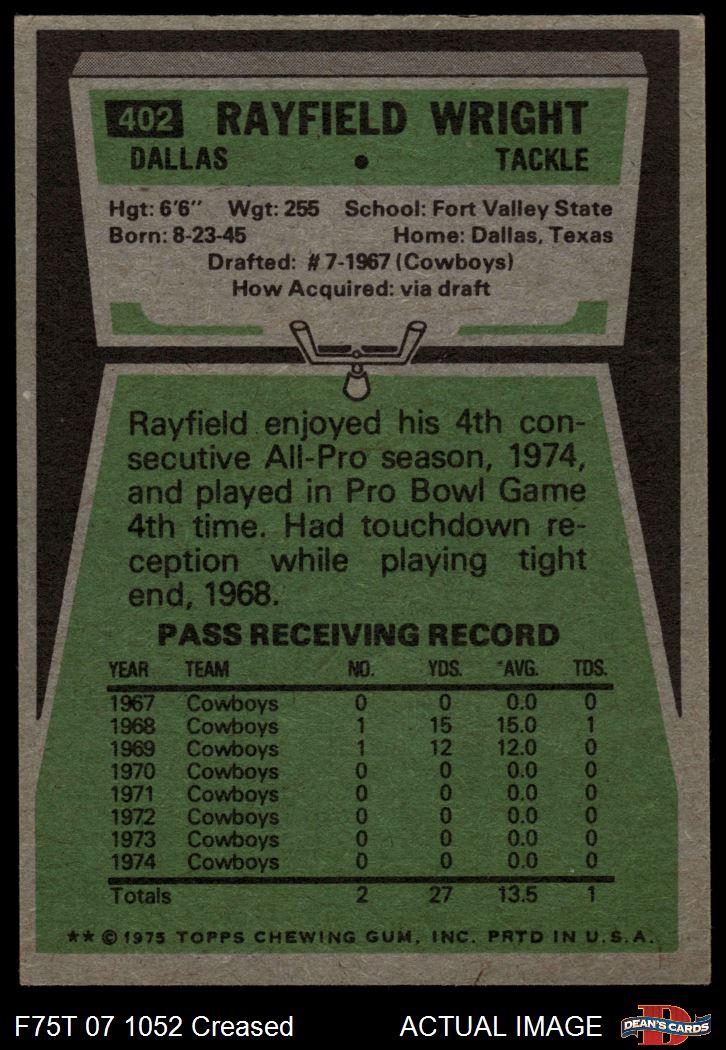 402 RAYFIELD WRIGHT
DALLAS • TACKLE
Hgt: 6'6" Wgt: 255 School: Fort Valley State
Born: 8-23-45 Home: Dallas, Texas
Drafted: #7-1967 (Cowboys)
How Acquired: via draft
Rayfield enjoyed his 4th con-
secutive All-Pro season, 1974,
and played in Pro Bowl Game
4th time. Had touchdown re-
ception while playing tight
end, 1968.
PASS RECEIVING RECORD
YEAR TEAM NO. YDS. AVG. TDS.
1967 Cowboys 0 0 0.0 0
1968 Cowboys 1 15 15.0 1
1969 Cowboys 1 12 12.0 0
1970 Cowboys 0 0 0.0 0
1971 Cowboys 0 0 0.0 0
1972 Cowboys 0 0 0.0 0
1973 Cowboys 0 0 0.0 0
1974 Cowboys 0 0 0.0 0
Totals 2 27 13.5 1
** © 1975 TOPPS CHEWING GUM, INC. PRTD IN U.S.A.
F75T 07 1052 Creased ACTUAL IMAGE D DEAN'S CARDS